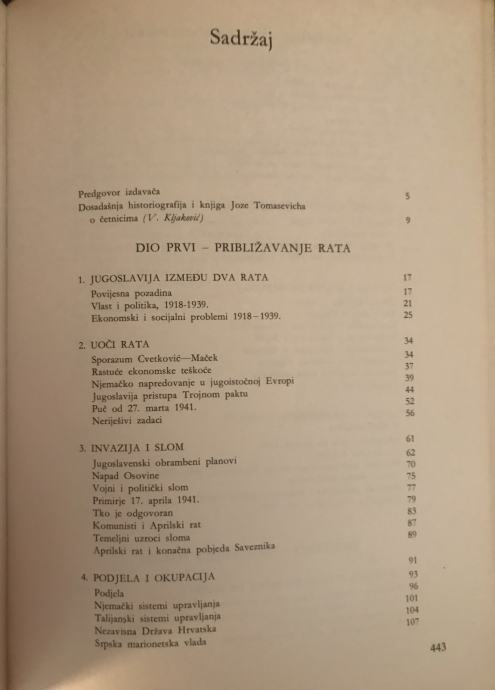 Sadržaj
Predgovor izdavača 5
Dosadašnja historiografija i knjiga Joze Tomasevicha
o četnicima (V. Kljaković) 9
DIO PRVI – PRIBLIŽAVANJE RATA
1. JUGOSLAVIJA IZMEĐU DVA RATA 17
Povijesna pozadina 17
Vlast i politika, 1918-1939. 21
Ekonomski i socijalni problemi 1918–1939. 25
2. UOČI RATA 34
Sporazum Cvetković—Maček 34
Rastuće ekonomske teškoće 37
Njemačko napredovanje u jugoistočnoj Evropi 39
Jugoslavija pristupa Trojnom paktu 44
Puč od 27. marta 1941. 52
Neriješivi zadaci 56
3. INVAZIJA I SLOM 61
Jugoslavenski obrambeni planovi 62
Napad Osovine 70
Vojni i politički slom 75
Primirje 17. aprila 1941. 77
Tko je odgovoran 79
Komunisti i Aprilski rat 83
Temeljni uzroci sloma 87
Aprilski rat i konačna pobjeda Saveznika 89
4. PODJELA I OKUPACIJA 91
Podjela 93
Njemački sistemi upravljanja 96
Talijanski sistemi upravljanja 101
Nezavisna Država Hrvatska 104
Srpska marionetska vlada 107
443